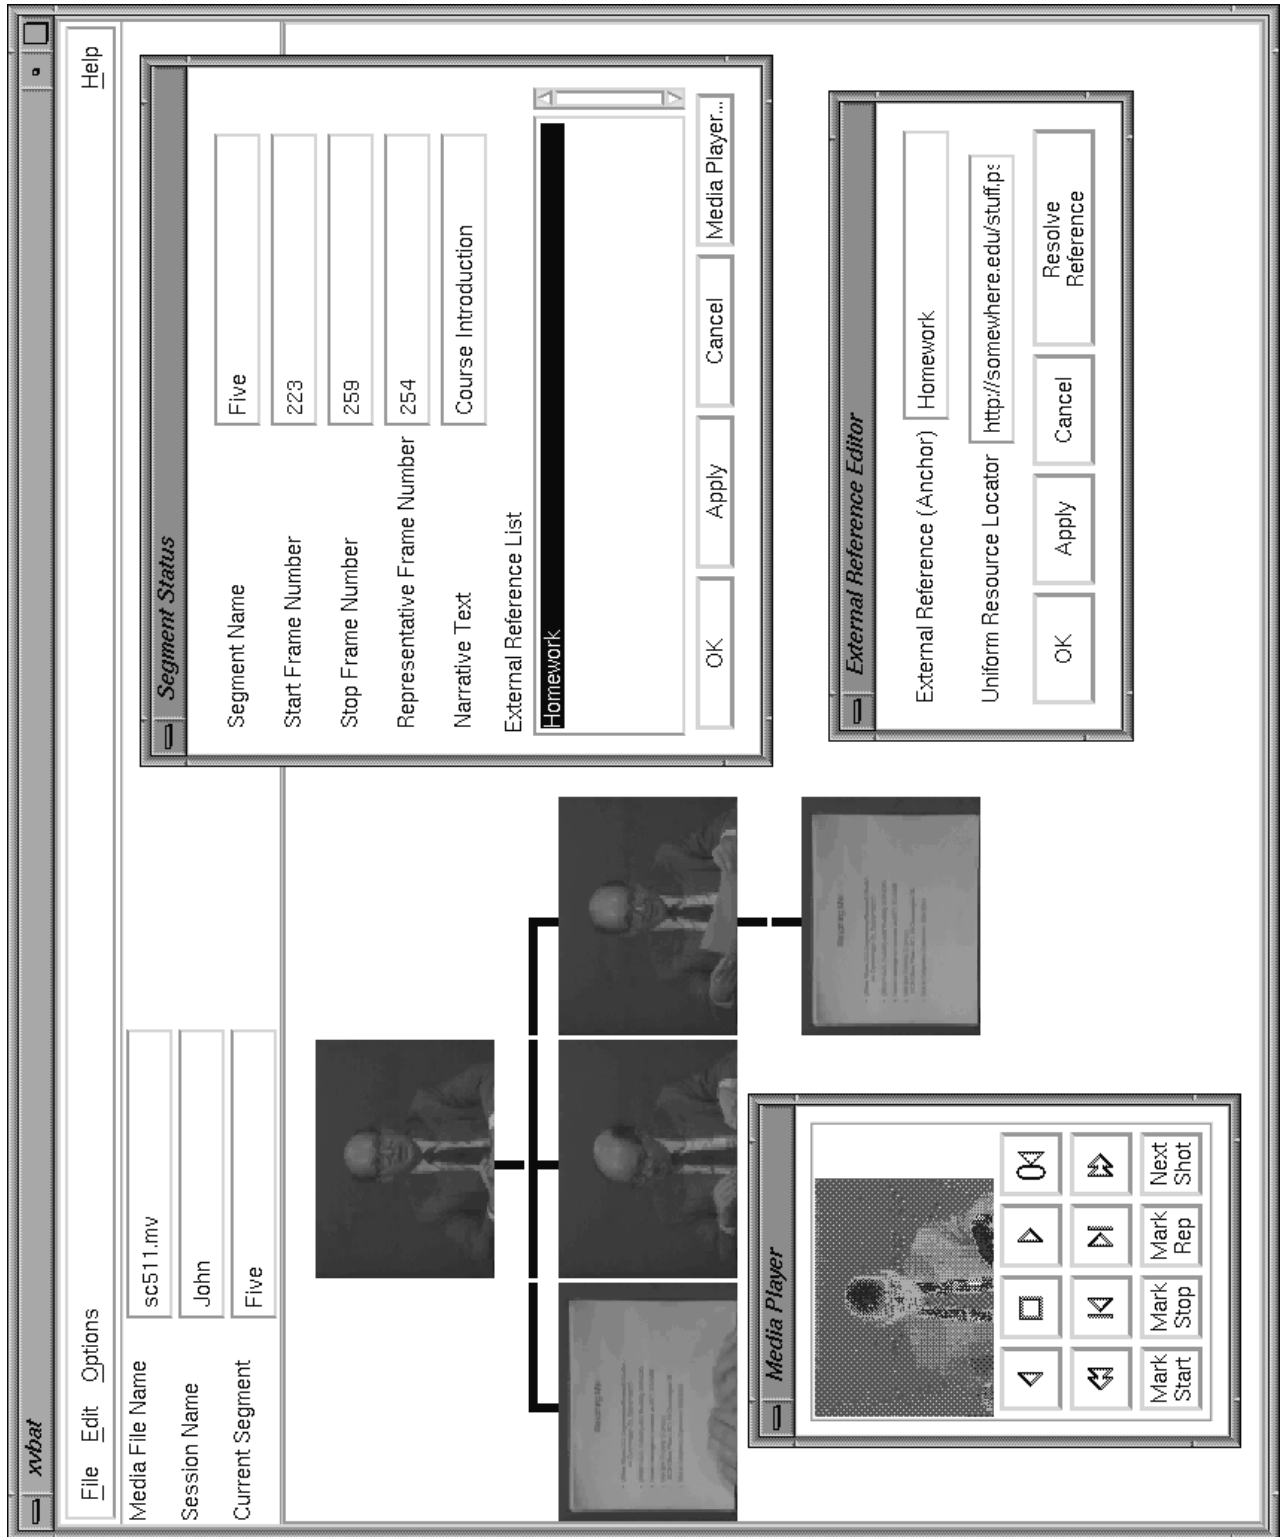 xvbat
File Edit Options Help
Media File Name sc511.mv
Session Name John
Current Segment Five
Segment Status
Segment Name Five
Start Frame Number 223
Stop Frame Number 259
Representative Frame Number 254
Narrative Text Course Introduction
External Reference List
Homework
OK Apply Cancel Media Player...
Media Player
Mark Start
Mark Stop
Mark Rep
Next Shot
External Reference Editor
External Reference (Anchor) Homework
Uniform Resource Locator http://somewhere.edu/stuff.ps
OK Apply Cancel Resolve Reference